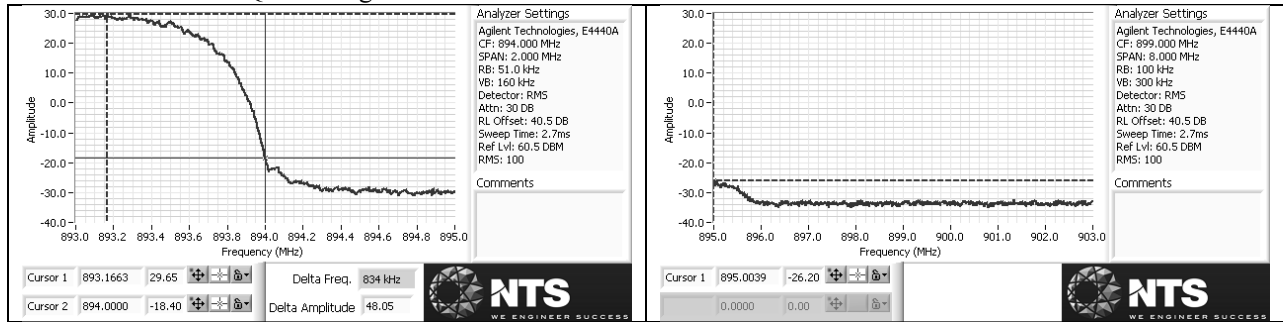 30.0
20.0
10.0
0.0
-10.0
-20.0
-30.0
-40.0
Amplitude
893.0 893.2 893.4 893.6 893.8 894.0 894.2 894.4 894.6 894.8 895.0
Frequency (MHz)
Analyzer Settings
Agilent Technologies, E4440A
CF: 894.000 MHz
SPAN: 2.000 MHz
RB: 51.0 kHz
VB: 160 kHz
Detector: RMS
Attn: 30 DB
RL Offset: 40.5 DB
Sweep Time: 2.7ms
Ref Lvl: 60.5 DBM
RMS: 100
Comments
Cursor 1 893.1663 29.65
Cursor 2 894.0000 -18.40
Delta Freq. 834 kHz
Delta Amplitude 48.05
NTS
WE ENGINEER SUCCESS
30.0
20.0
10.0
0.0
-10.0
-20.0
-30.0
-40.0
Amplitude
895.0 896.0 897.0 898.0 899.0 900.0 901.0 902.0 903.0
Frequency (MHz)
Analyzer Settings
Agilent Technologies, E4440A
CF: 899.000 MHz
SPAN: 8.000 MHz
RB: 100 kHz
VB: 300 kHz
Detector: RMS
Attn: 30 DB
RL Offset: 40.5 DB
Sweep Time: 2.7ms
Ref Lvl: 60.5 DBM
RMS: 100
Comments
Cursor 1 895.0039 -26.20
0.0000 0.00
NTS
WE ENGINEER SUCCESS